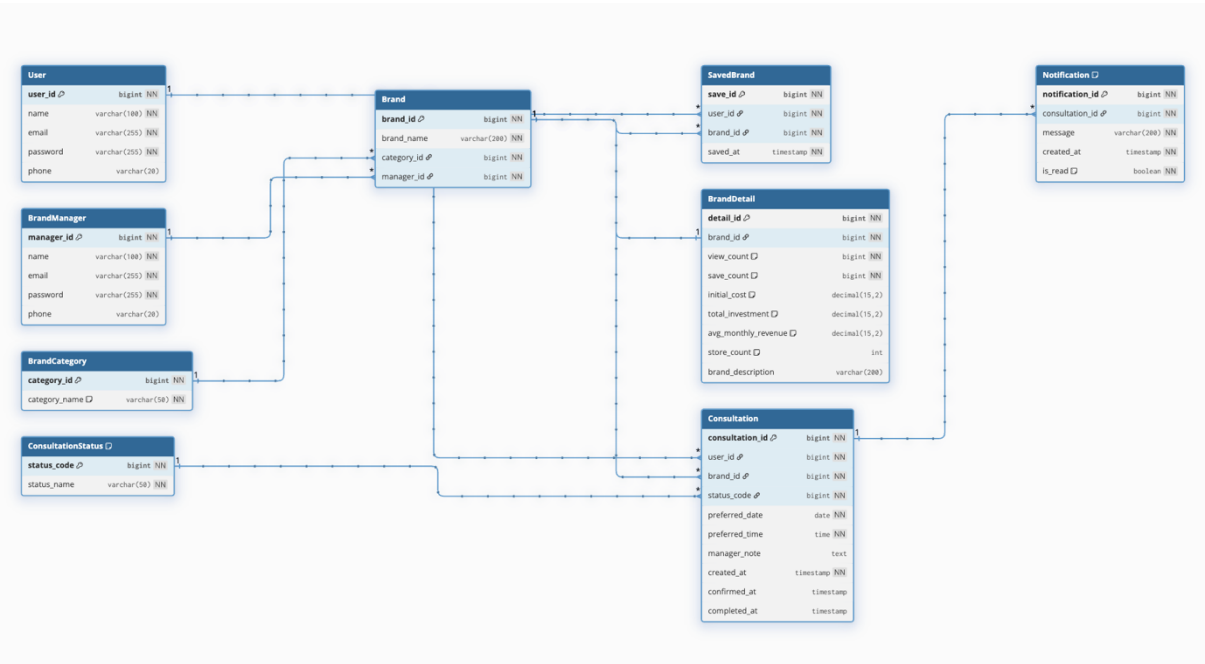 User
user_id bigint NN
name varchar(100) NN
email varchar(255) NN
password varchar(255) NN
phone varchar(20)
BrandManager
manager_id bigint NN
name varchar(100) NN
email varchar(255) NN
password varchar(255) NN
phone varchar(20)
BrandCategory
category_id bigint NN
category_name varchar(50) NN
ConsultationStatus
status_code bigint NN
status_name varchar(50) NN
Brand
brand_id bigint NN
brand_name varchar(200) NN
category_id bigint NN
manager_id bigint NN
SavedBrand
save_id bigint NN
user_id bigint NN
brand_id bigint NN
saved_at timestamp NN
BrandDetail
detail_id bigint NN
brand_id bigint NN
view_count bigint NN
save_count bigint NN
initial_cost decimal(15,2)
total_investment decimal(15,2)
avg_monthly_revenue decimal(15,2)
store_count int
brand_description varchar(200)
Consultation
consultation_id bigint NN
user_id bigint NN
brand_id bigint NN
status_code bigint NN
preferred_date date NN
preferred_time time NN
manager_note text
created_at timestamp NN
confirmed_at timestamp
completed_at timestamp
Notification
notification_id bigint NN
consultation_id bigint NN
message varchar(200) NN
created_at timestamp NN
is_read boolean NN
1
1
1
1
*
*
1
*
*
1
*
*
*
1
*